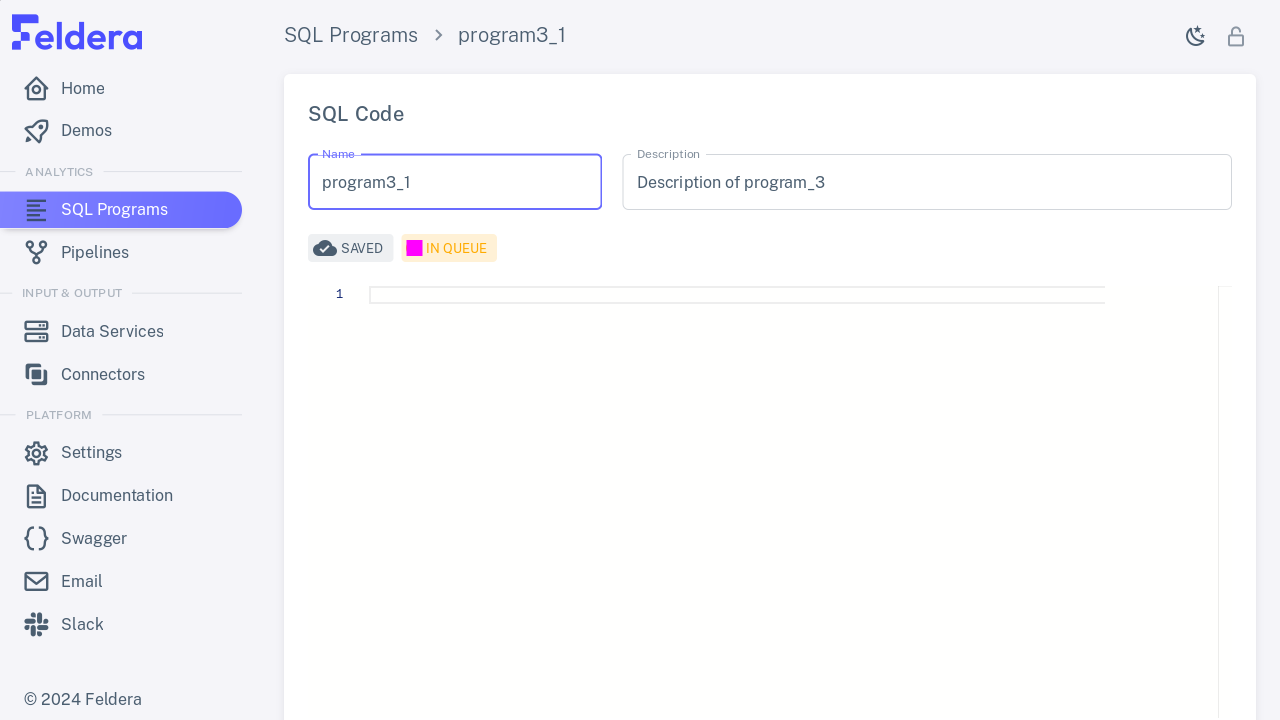 Feldera
Home
Demos
ANALYTICS
SQL Programs
Pipelines
INPUT & OUTPUT
Data Services
Connectors
PLATFORM
Settings
Documentation
Swagger
Email
Slack
© 2024 Feldera
SQL Programs > program3_1
SQL Code
Name
program3_1
Description
Description of program_3
SAVED
IN QUEUE
1